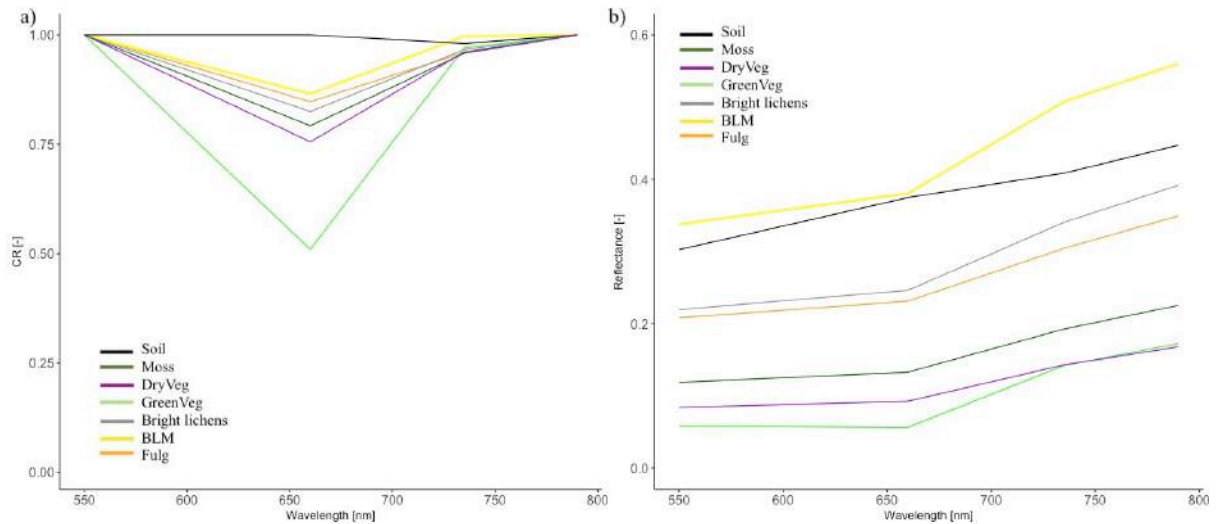 a)
1.00
0.75
0.50
0.25
0.00
CR [-]
Soil
Moss
DryVeg
GreenVeg
Bright lichens
BLM
Fulg
550
600
650
700
750
800
Wavelength [nm]
b)
0.6
0.4
0.2
0.0
Reflectance [-]
Soil
Moss
DryVeg
GreenVeg
Bright lichens
BLM
Fulg
550
600
650
700
750
800
Wavelength [nm]